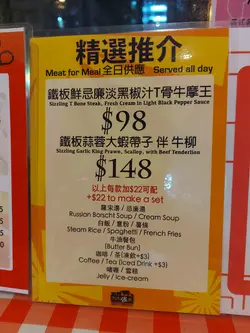 精選推介
Meat for Meal 全日供應 Served all day
鐵板鮮忌廉淡黑椒汁T骨牛摩王
Sizzling T Bone Steak, Fresh Cream in Light Black Pepper Sauce
$98
鐵板蒜蓉大蝦帶子 伴 牛柳
Sizzling Garlic King Prawn, Scallop, with Beef Tenderlion
$148
以上每款加$22可配
+$22 to make a set
羅宋湯 / 忌廉湯
Russian Borscht Soup / Cream Soup
白飯 / 意粉 / 薯條
Steam Rice / Spaghetti / French Fries
牛油餐包
(Butter Bun)
咖啡 / 茶 (凍飲+$3)
Coffee / Tea (Iced Drink +$3)
啫喱 / 雪糕
Jelly / Ice-cream